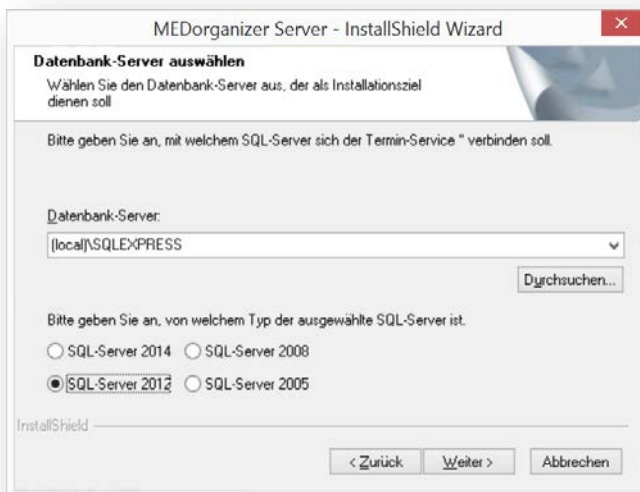 MEDorganizer Server - InstallShield Wizard
Datenbank-Server auswählen
Wählen Sie den Datenbank-Server aus, der als Installationsziel
dienen soll
Bitte geben Sie an, mit welchem SQL-Server sich der Termin-Service " verbinden soll.
Datenbank-Server:
(local)\SQLEXPRESS
Durchsuchen...
Bitte geben Sie an, von welchem Typ der ausgewählte SQL-Server ist.
SQL-Server 2014 SQL-Server 2008
SQL-Server 2012 SQL-Server 2005
InstallShield
< Zurück Weiter > Abbrechen